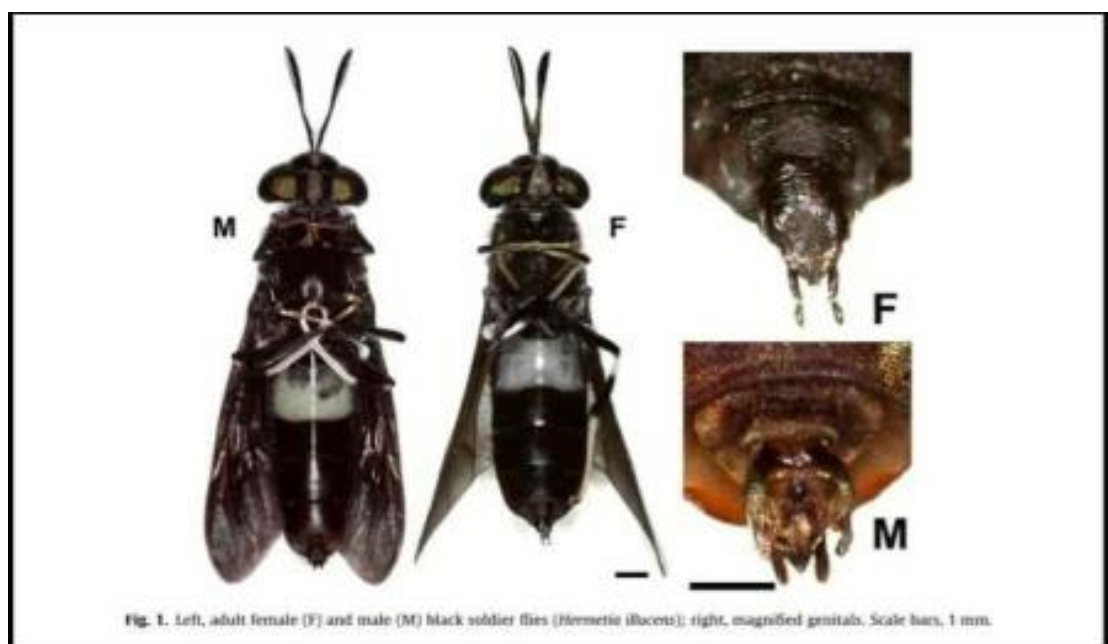 M
F
F
M
Fig. 1. Left, adult female (F) and male (M) black soldier flies (Hermetia illucens); right, magnified genitals. Scale bars, 1 mm.